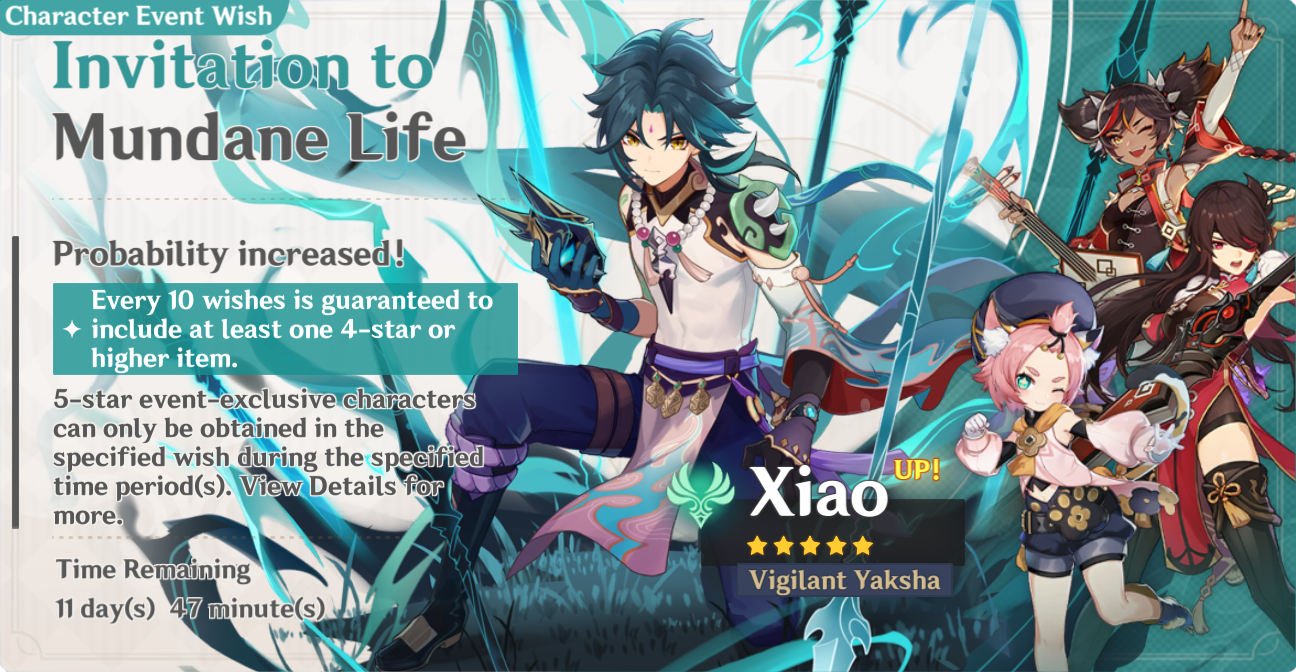 Character Event Wish
Invitation to
Mundane Life
Probability increased!
Every 10 wishes is guaranteed to
include at least one 4-star or
higher item.
5-star event-exclusive characters
can only be obtained in the
specified wish during the specified
time period(s). View Details for
more.
Time Remaining
11 day(s) 47 minute(s)
Xiao UP!
Vigilant Yaksha